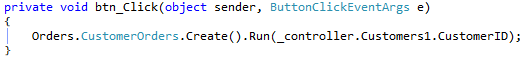 private void btn_Click(object sender, ButtonClickEventArgs e)
{
    Orders.CustomerOrders.Create().Run(_controller.Customers1.CustomerID);
}